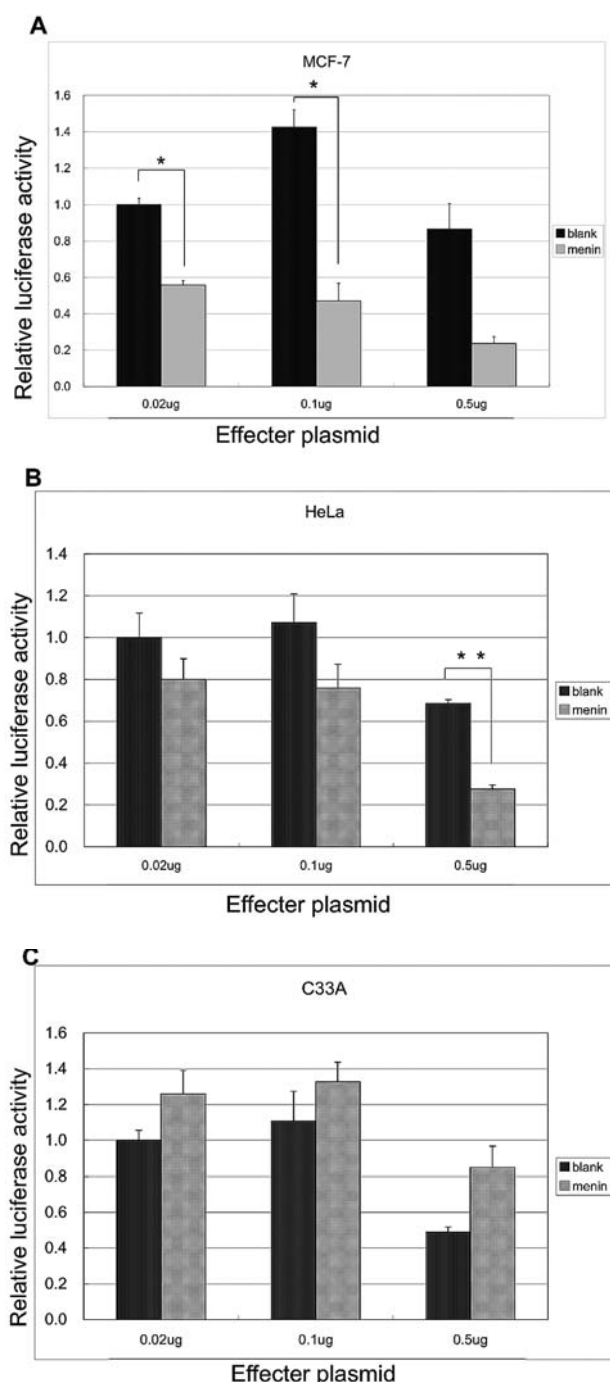 A
MCF-7
Relative luciferase activity
1.6
1.4
1.2
1.0
0.8
0.6
0.4
0.2
0.0
*
*
blank
menin
0.02ug 0.1ug 0.5ug
Effecter plasmid
B
HeLa
Relative luciferase activity
1.4
1.2
1.0
0.8
0.6
0.4
0.2
0.0
* *
blank
menin
0.02ug 0.1ug 0.5ug
Effecter plasmid
C
C33A
Relative luciferase activity
1.6
1.4
1.2
1.0
0.8
0.6
0.4
0.2
0.0
blank
menin
0.02ug 0.1ug 0.5ug
Effecter plasmid